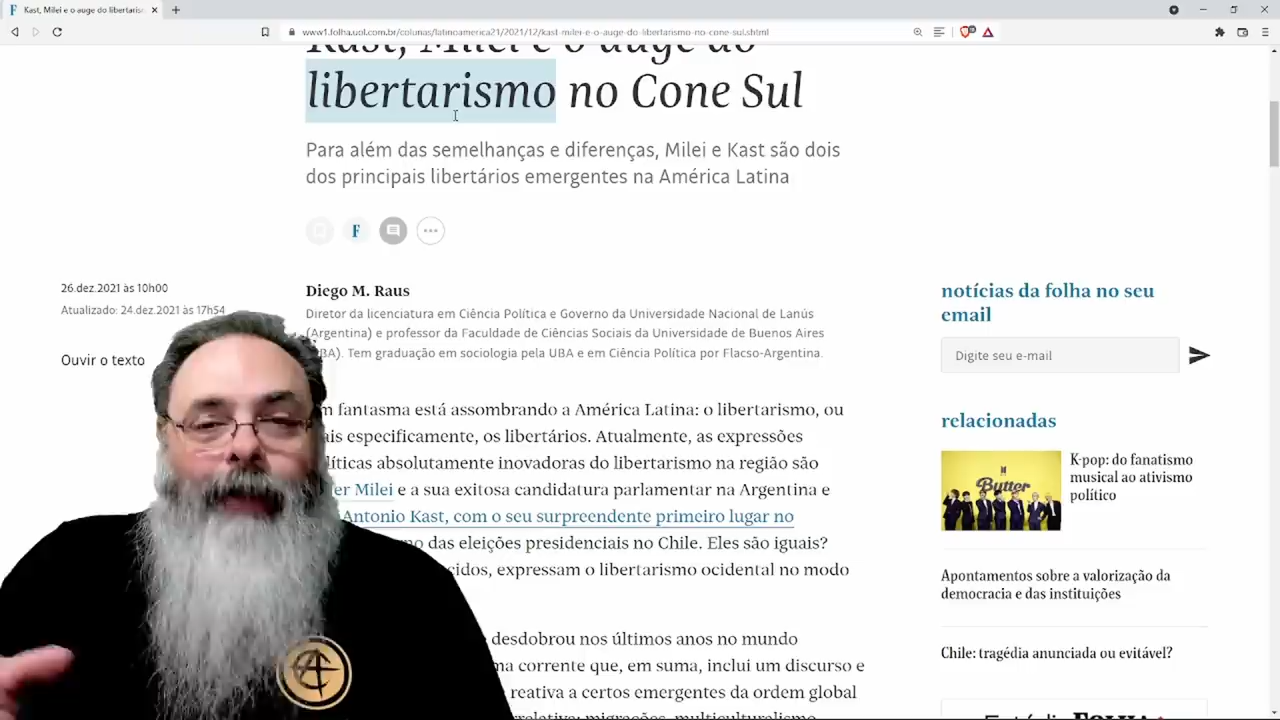 Kast, Milei e o auge do libertarismo
www1.folha.uol.com.br/colunas/latinoamerica21/2021/12/kast-milei-e-o-auge-do-libertarismo-no-cone-sul.shtml
Kast, Milei e o auge do
libertarismo no Cone Sul
Para além das semelhanças e diferenças, Milei e Kast são dois
dos principais libertários emergentes na América Latina
F
26.dez.2021 às 10h00
Atualizado: 24.dez.2021 às 17h54
Ouvir o texto
Diego M. Raus
Diretor da licenciatura em Ciência Política e Governo da Universidade Nacional de Lanús
(Argentina) e professor da Faculdade de Ciências Sociais da Universidade de Buenos Aires
Tem graduação em sociologia pela UBA e em Ciência Política por Flacso-Argentina.
fantasma está assombrando a América Latina: o libertarismo, ou
especificamente, os libertários. Atualmente, as expressões
absolutamente inovadoras do libertarismo na região são
Milei e a sua exitosa candidatura parlamentar na Argentina e
Antonio Kast, com o seu surpreendente primeiro lugar no
das eleições presidenciais no Chile. Eles são iguais?
expressam o libertarismo ocidental no modo
desdobrou nos últimos anos no mundo
corrente que, em suma, inclui um discurso e
reativa a certos emergentes da ordem global
migrações, multiculturalismo
notícias da folha no seu
email
Digite seu e-mail
relacionadas
Butter
K-pop: do fanatismo
musical ao ativismo
político
Apontamentos sobre a valorização da
democracia e das instituições
Chile: tragédia anunciada ou evitável?